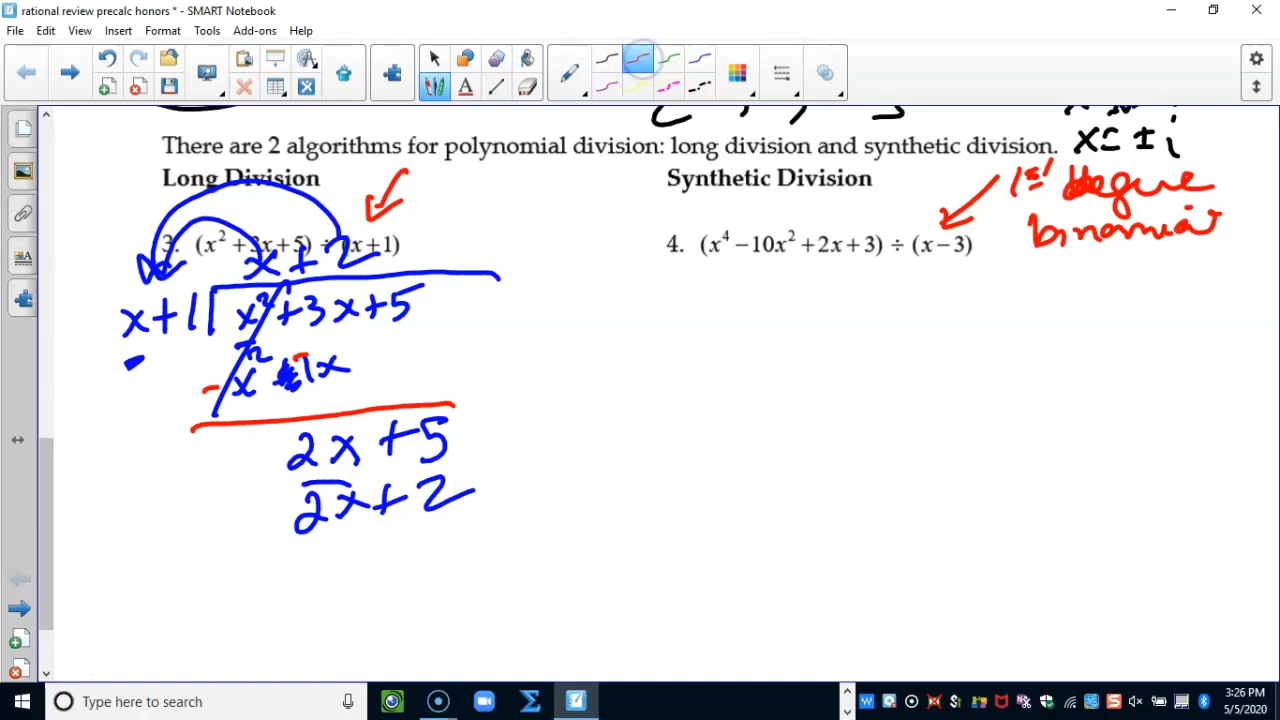 rational review precalc honors * - SMART Notebook
File Edit View Insert Format Tools Add-ons Help
There are 2 algorithms for polynomial division: long division and synthetic division.
x = ± i
Long Division
Synthetic Division
1st degree
binomial
3. (x² + 3x + 5) ÷ (x + 1)
4. (x⁴ − 10x² + 2x + 3) ÷ (x − 3)
x + 2
x + 1 x² + 3x + 5
- x² - 1x
2x + 5
2x + 2
Type here to search
3:26 PM
5/5/2020